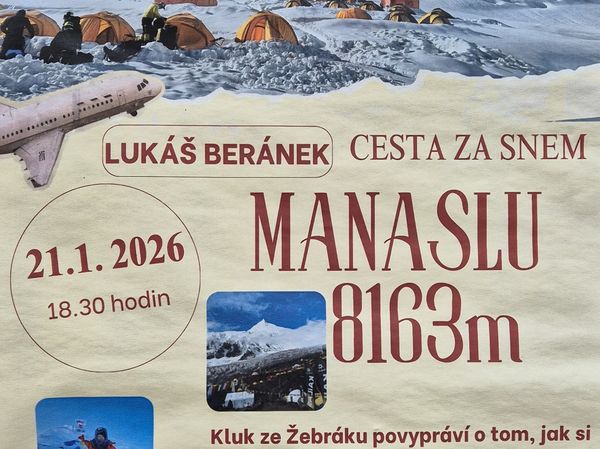 LUKÁŠ BERÁNEK
CESTA ZA SNEM
MANASLU
8163m
21.1. 2026
18.30 hodin
Kluk ze Žebráku povypráví o tom, jak si